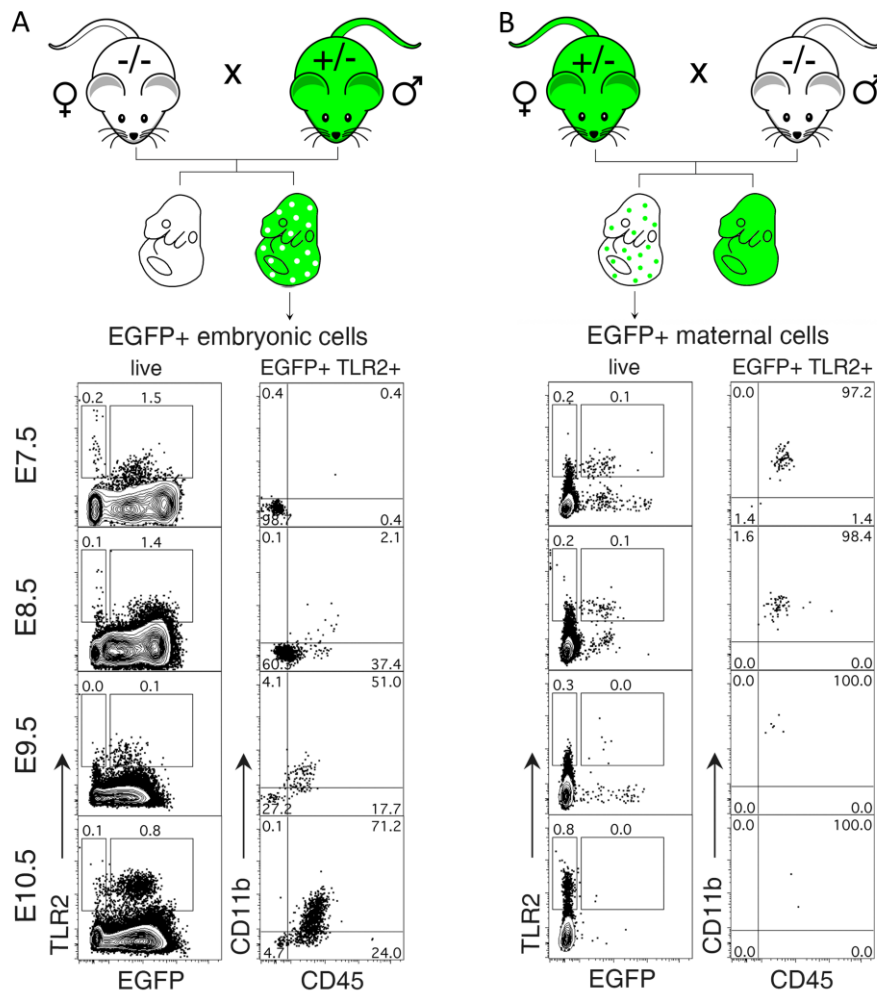 A
-/-
x
+/-
♀
♂
EGFP+ embryonic cells
live
EGFP+ TLR2+
E7.5
0.2
1.5
0.4
0.4
98.7
0.4
E8.5
0.1
1.4
0.1
2.1
37.4
E9.5
0.0
0.1
4.1
51.0
27.2
17.7
E10.5
0.1
0.8
0.1
71.2
4.7
24.0
TLR2
EGFP
CD11b
CD45
B
+/-
x
-/-
♀
♂
EGFP+ maternal cells
live
EGFP+ TLR2+
0.2
0.1
0.0
97.2
1.4
1.4
0.2
0.1
1.6
98.4
0.0
0.0
0.3
0.0
0.0
100.0
0.0
0.0
0.8
0.0
0.0
100.0
0.0
0.0
TLR2
EGFP
CD11b
CD45